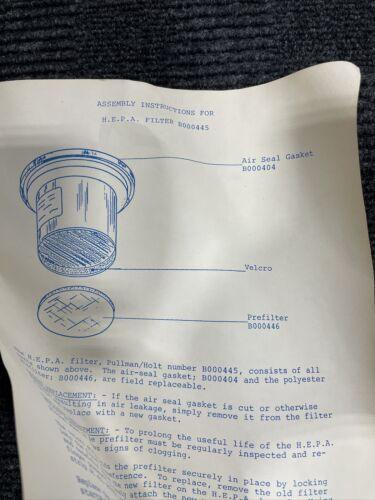 ASSEMBLY INSTRUCTIONS FOR
H.E.P.A. FILTER B000445
Air Seal Gasket
B000404
Velcro
Prefilter
B000446
H.E.P.A. filter, Pullman/Holt number B000445, consists of all
shown above. The air-seal gasket; B000404 and the polyester
B000446, are field replaceable.
- If the air seal gasket is cut or otherwise
in air leakage, simply remove it from the filter
with a new gasket.
- To prolong the useful life of the H.E.P.A.
prefilter must be regularly inspected and re-
signs of clogging.
the prefilter securely in place by locking
To replace, remove the old filter
new filter on the H.E.P.A.
attach the